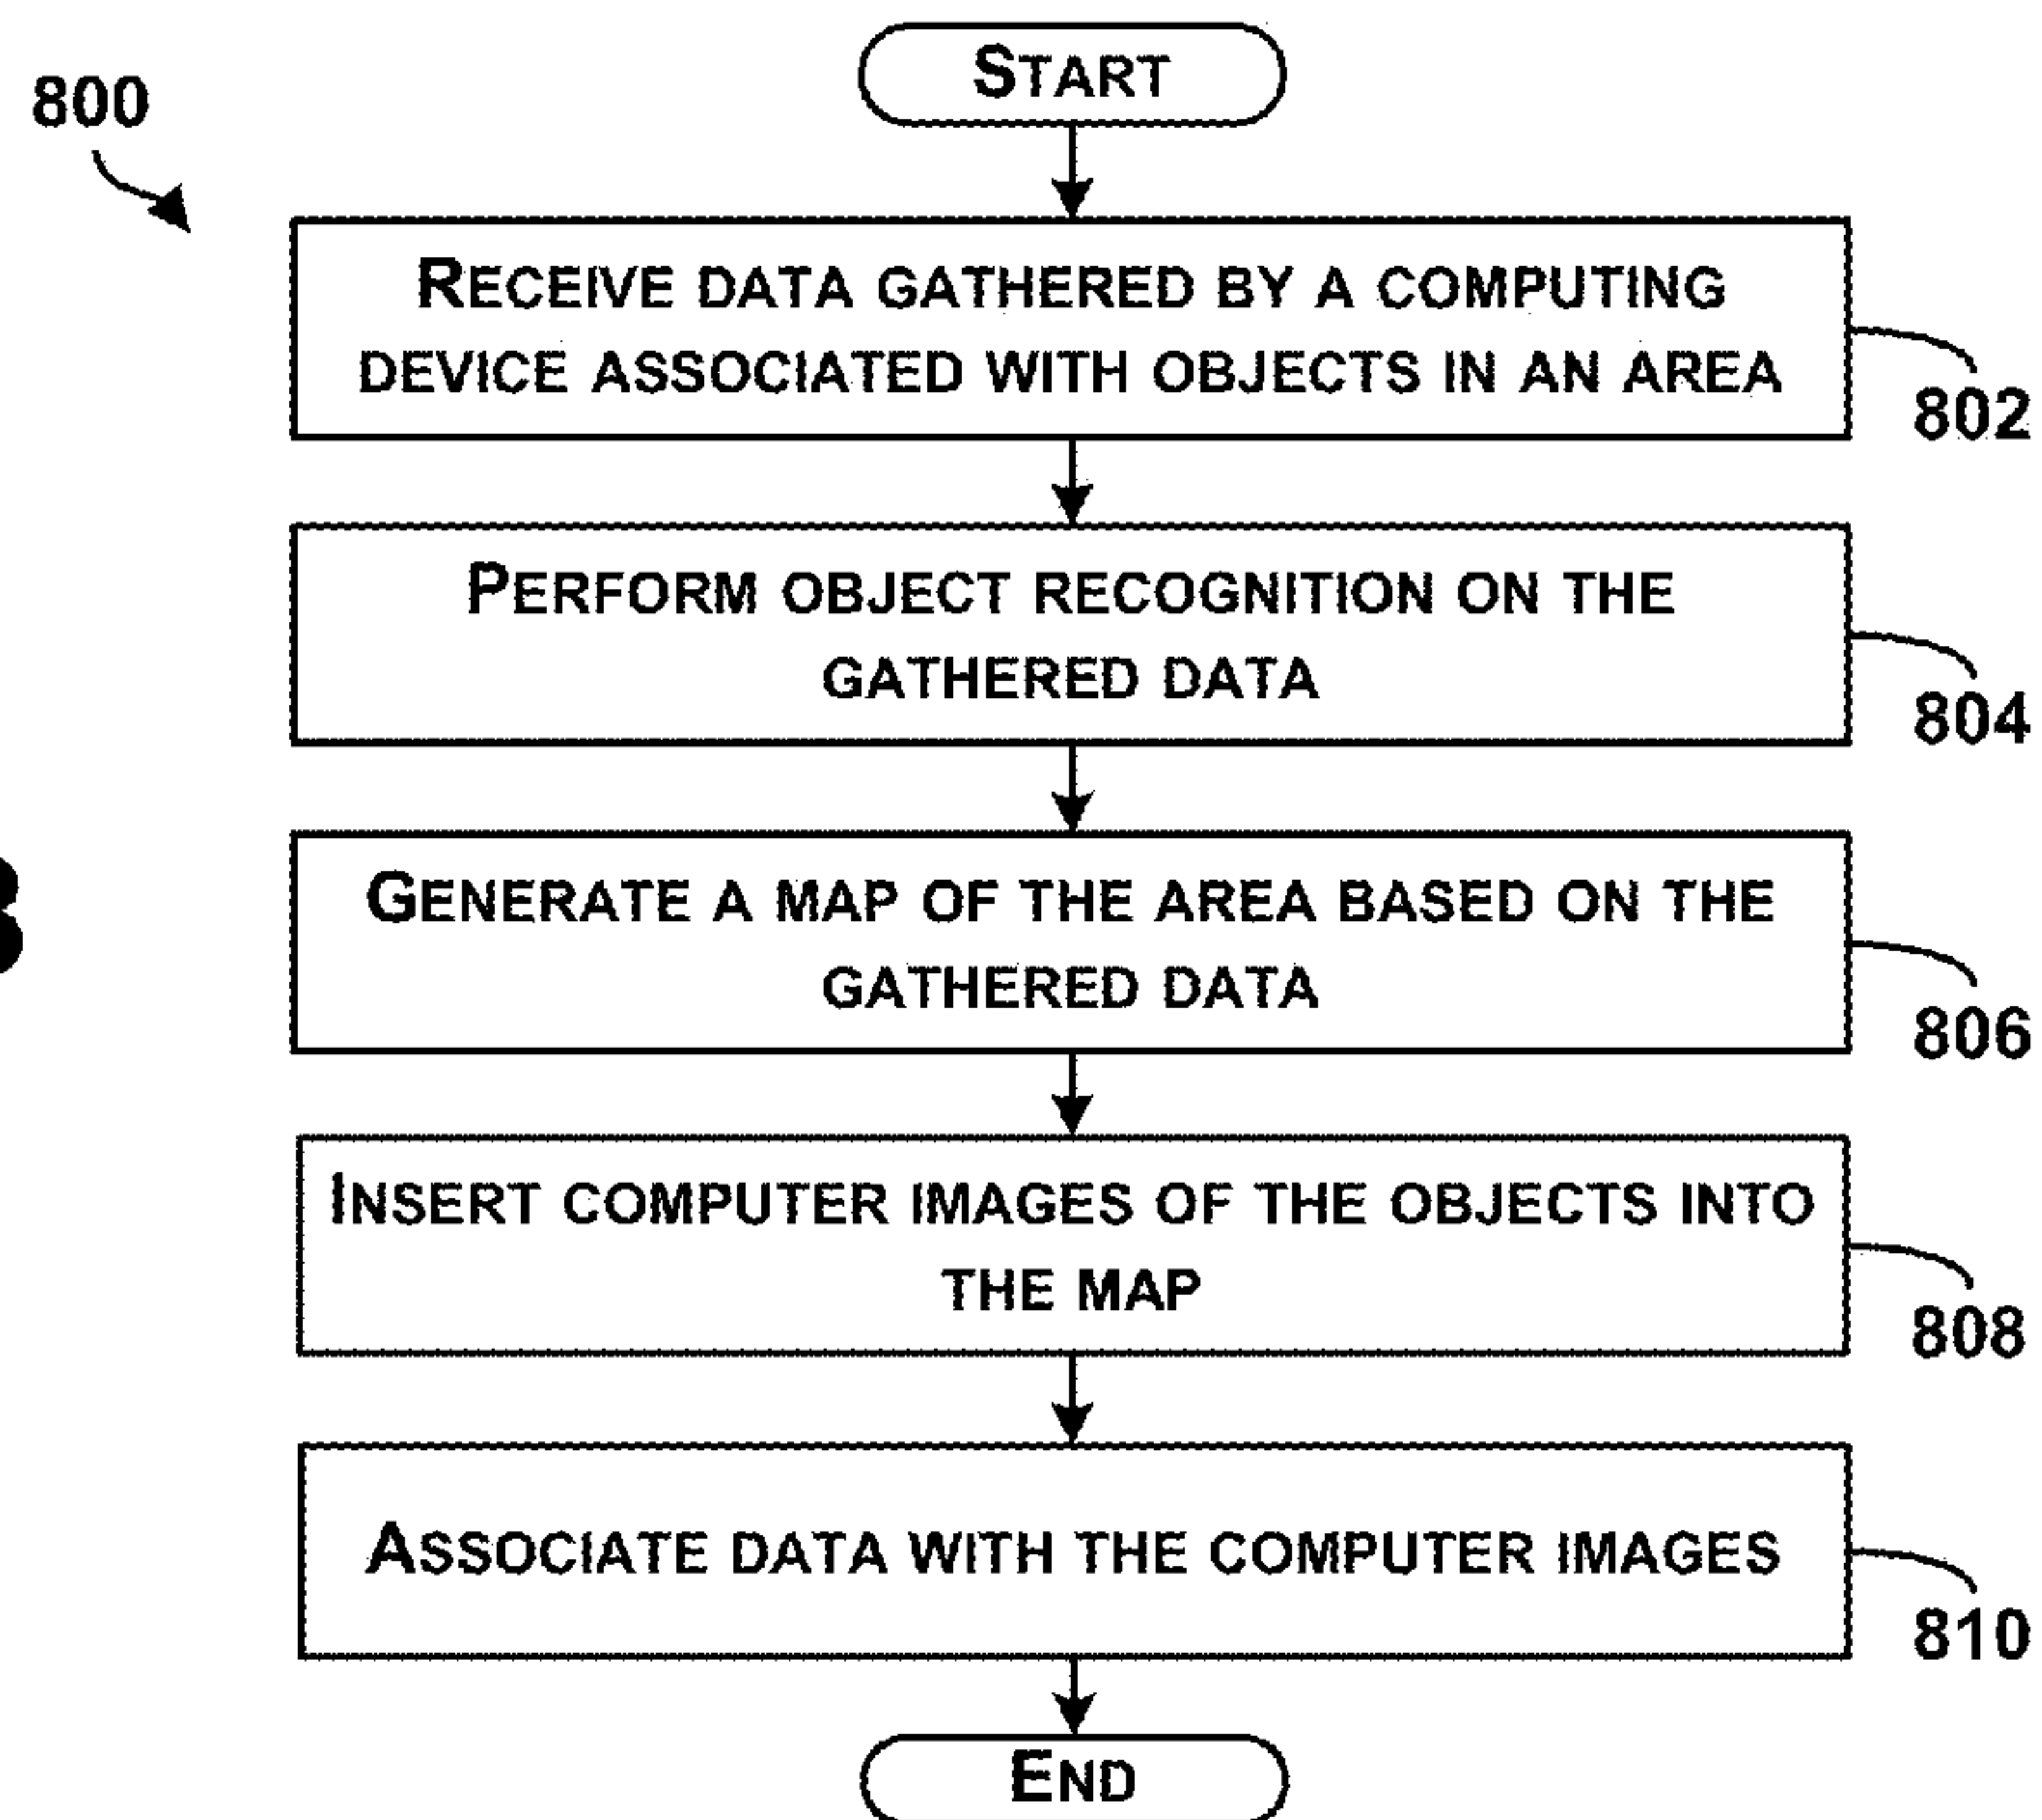 START
800
RECEIVE DATA GATHERED BY A COMPUTING
DEVICE ASSOCIATED WITH OBJECTS IN AN AREA
802
PERFORM OBJECT RECOGNITION ON THE
GATHERED DATA
804
GENERATE A MAP OF THE AREA BASED ON THE
GATHERED DATA
806
INSERT COMPUTER IMAGES OF THE OBJECTS INTO
THE MAP
808
ASSOCIATE DATA WITH THE COMPUTER IMAGES
810
END